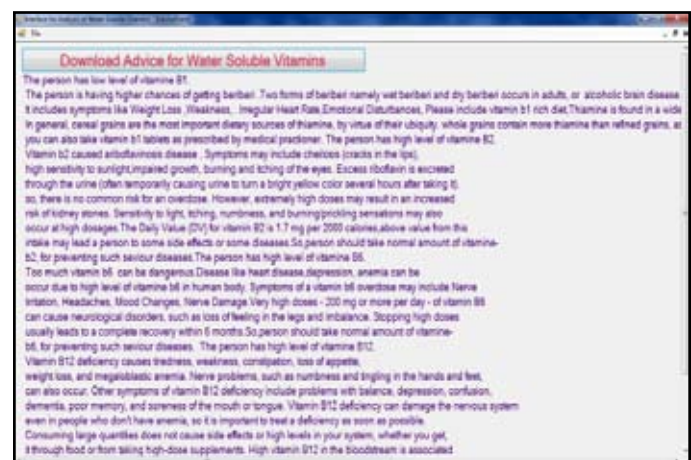 Interface for Analysis of Water Soluble Vitamins
File
Download Advice for Water Soluble Vitamins
The person has low level of vitamine B1.
The person is having higher chances of getting beriberi .Two forms of beriberi namely wet beriberi and dry beriberi occurs in adults, or alcoholic brain disease
It includes symptoms like Weight Loss ,Weakness, , Irregular Heart Rate,Emotional Disturbances, Please include vitamin b1 rich diet.Thiamine is found in a wide
In general, cereal grains are the most important dietary sources of thiamine, by virtue of their ubiquity. whole grains contain more thiamine than refined grains, as
you can also take vitamin b1 tablets as prescribed by medical practioner. The person has high level of vitamine B2.
Vitamin b2 caused ariboflavinosis disease , Symptoms may include cheilosis (cracks in the lips),
high sensitivity to sunlight,impaired growth, burning and itching of the eyes. Excess riboflavin is excreted
through the urine (often temporarily causing urine to turn a bright yellow color several hours after taking it).
so, there is no common risk for an overdose. However, extremely high doses may result in an increased
risk of kidney stones. Sensitivity to light, itching, numbness, and burning/prickling sensations may also
occur at high dosages.The Daily Value (DV) for vitamin B2 is 1.7 mg per 2000 calories,above value from this
intake may lead a person to some side effects or some diseases.So,person should take normal amount of vitamine-
b2, for preventing such seviour diseases.The person has high level of vitamine B6.
Too much vitamin b6 can be dangerous.Disease like heart disease,depression, anemia can be
occur due to high level of vitamine b6 in human body. Symptoms of a vitamin b6 overdose may include Nerve
Irritation, Headaches, Mood Changes, Nerve Damage.Very high doses - 200 mg or more per day - of vitamin B6
can cause neurological disorders, such as loss of feeling in the legs and imbalance. Stopping high doses
usually leads to a complete recovery within 6 months.So,person should take normal amount of vitamine-
b6, for preventing such seviour diseases. The person has high level of vitamine B12.
Vitamin B12 deficiency causes tiredness, weakness, constipation, loss of appetite,
weight loss, and megaloblastic anemia. Nerve problems, such as numbness and tingling in the hands and feet,
can also occur. Other symptoms of vitamin B12 deficiency include problems with balance, depression, confusion,
dementia, poor memory, and soreness of the mouth or tongue. Vitamin B12 deficiency can damage the nervous system
even in people who don't have anemia, so it is important to treat a deficiency as soon as possible.
Consuming large quantities does not cause side effects or high levels in your system, whether you get,
it through food or from taking high-dose supplements. High vitamin B12 in the bloodstream is associated